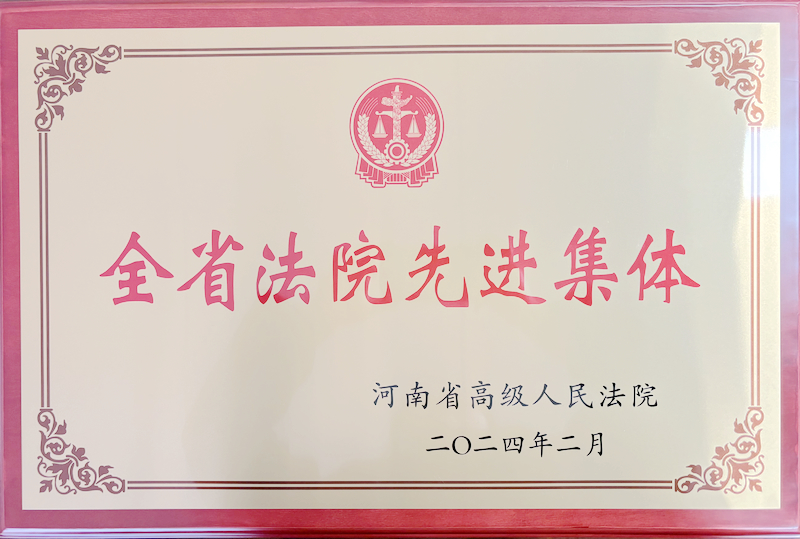 全省法院先进集体
河南省高级人民法院
二〇二四年二月